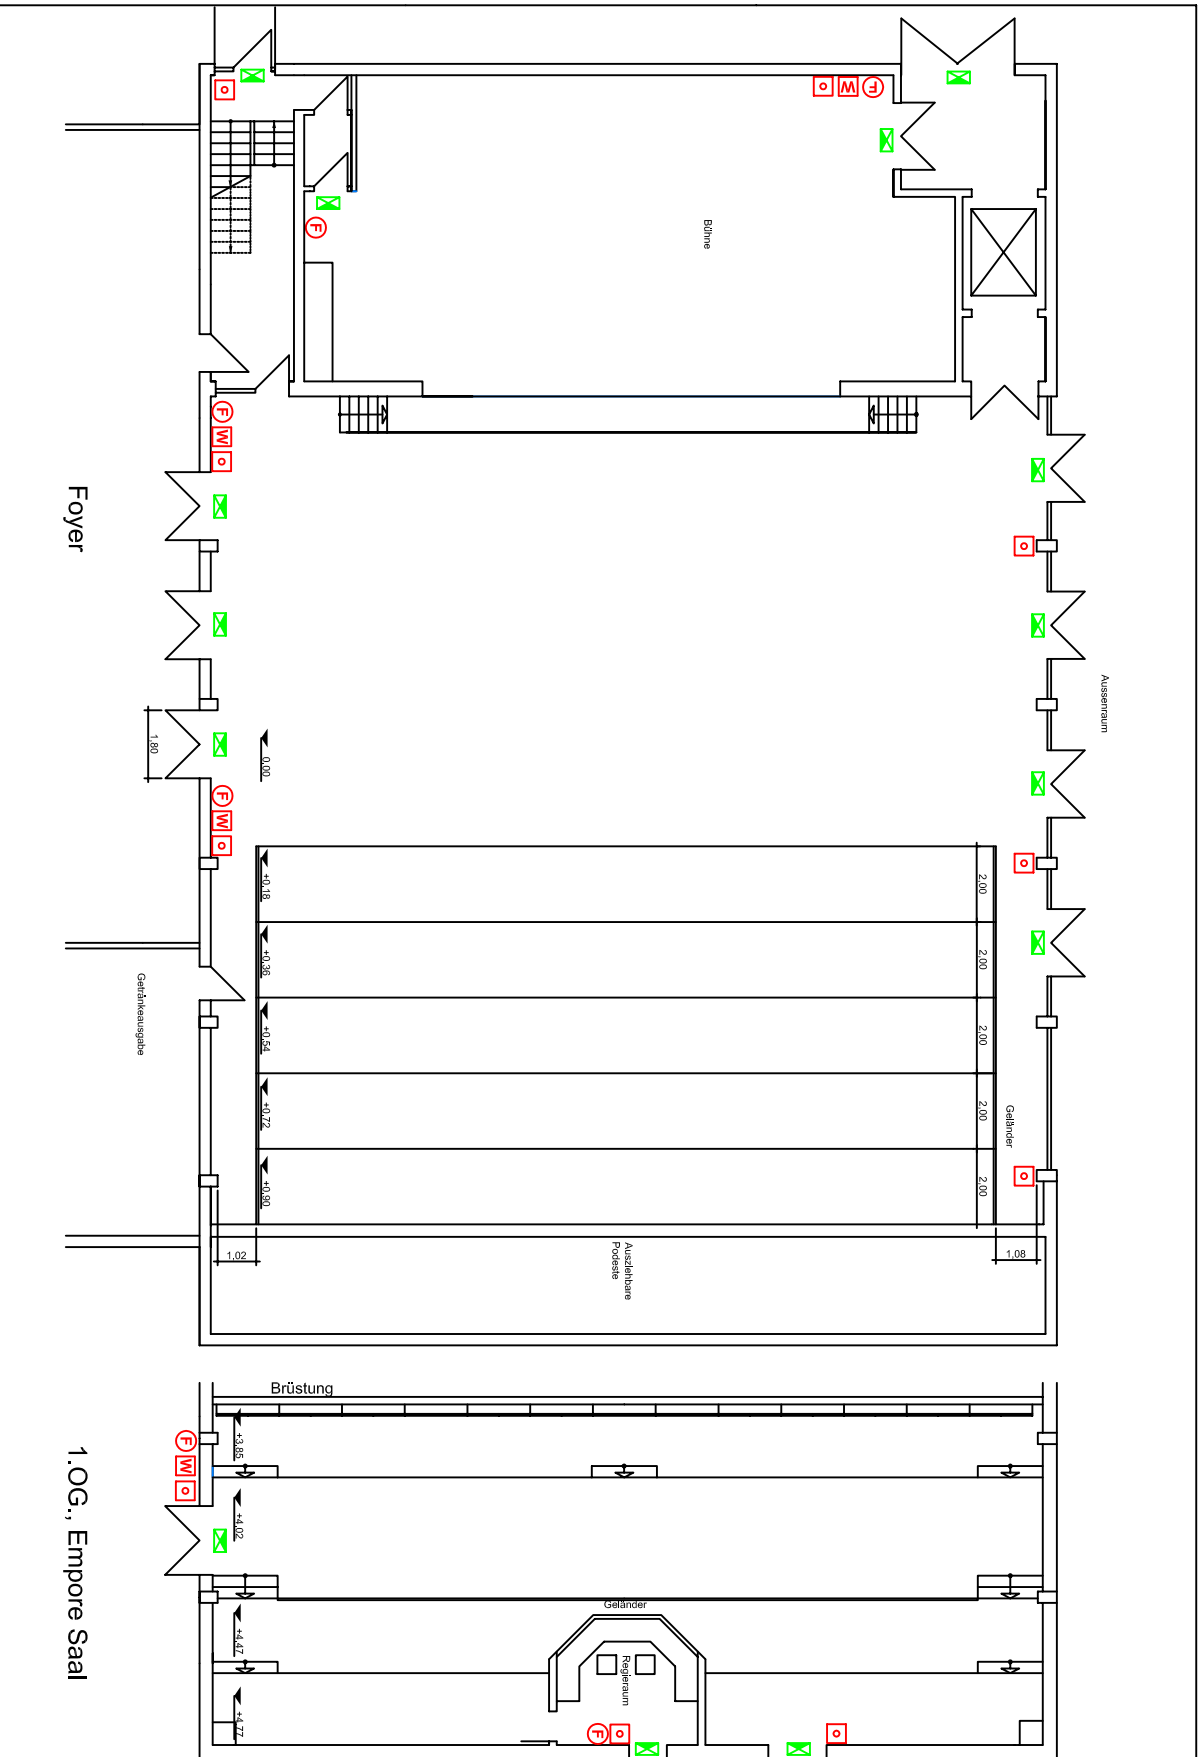 F
W
F
Bühne
F
W
Foyer
Aussenraum
1,80
0,00
F
W
+0,18
2,00
+0,36
2,00
Getränkeausgabe
+0,54
2,00
+0,72
2,00
Geländer
+0,90
2,00
1,02
Ausziehbare
Podeste
1,08
Brüstung
+3,85
F
W
1.OG., Empore Saal
+4,02
Geländer
+4,47
Regieraum
+4,77
F